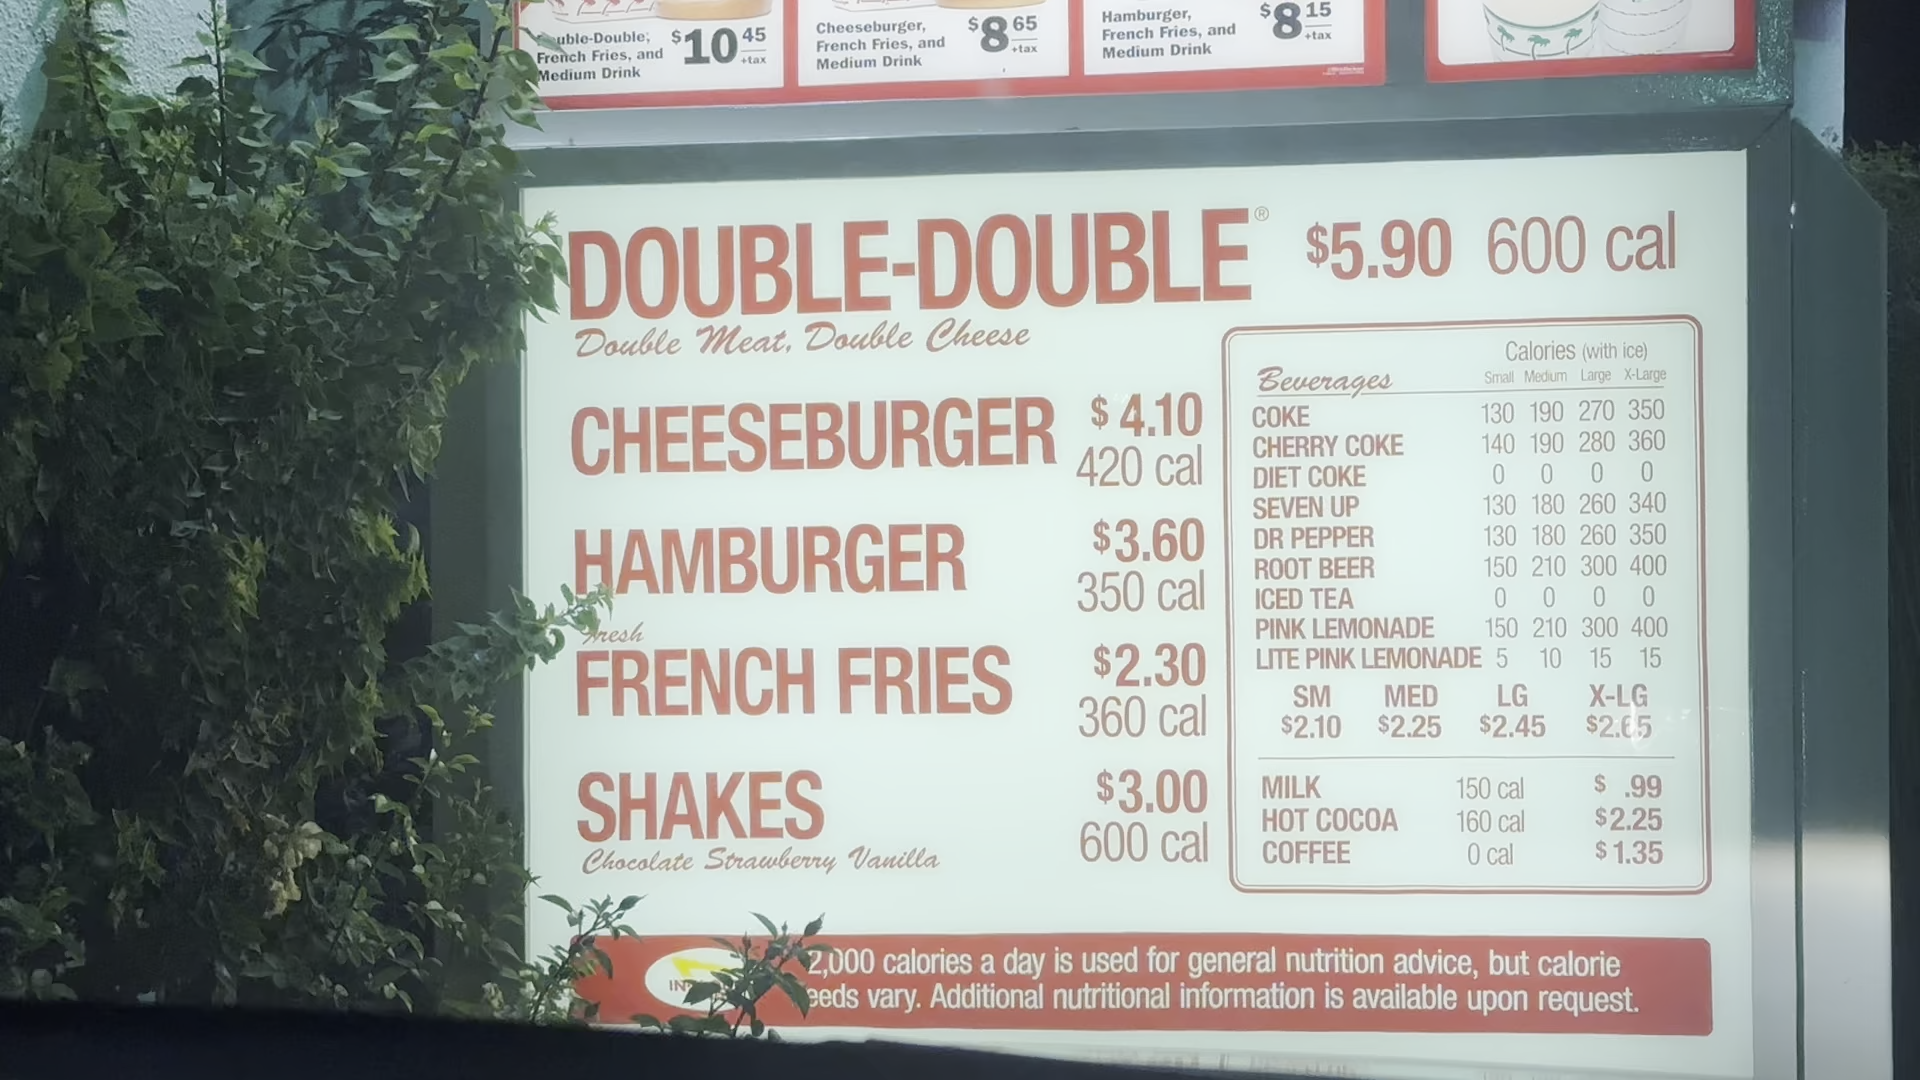 Double-Double, $10 45 +tax
French Fries, and
Medium Drink
Cheeseburger, $8 65 +tax
French Fries, and
Medium Drink
Hamburger, $8 15 +tax
French Fries, and
Medium Drink
DOUBLE-DOUBLE® $5.90 600 cal
Double Meat, Double Cheese
CHEESEBURGER $4.10
420 cal
HAMBURGER $3.60
350 cal
Fresh
FRENCH FRIES $2.30
360 cal
SHAKES $3.00
600 cal
Chocolate Strawberry Vanilla
Calories (with ice)
Beverages Small Medium Large X-Large
COKE 130 190 270 350
CHERRY COKE 140 190 280 360
DIET COKE 0 0 0 0
SEVEN UP 130 180 260 340
DR PEPPER 130 180 260 350
ROOT BEER 150 210 300 400
ICED TEA 0 0 0 0
PINK LEMONADE 150 210 300 400
LITE PINK LEMONADE 5 10 15 15
SM MED LG X-LG
$2.10 $2.25 $2.45 $2.65
MILK 150 cal $ .99
HOT COCOA 160 cal $2.25
COFFEE 0 cal $1.35
IN
2,000 calories a day is used for general nutrition advice, but calorie
eeds vary. Additional nutritional information is available upon request.